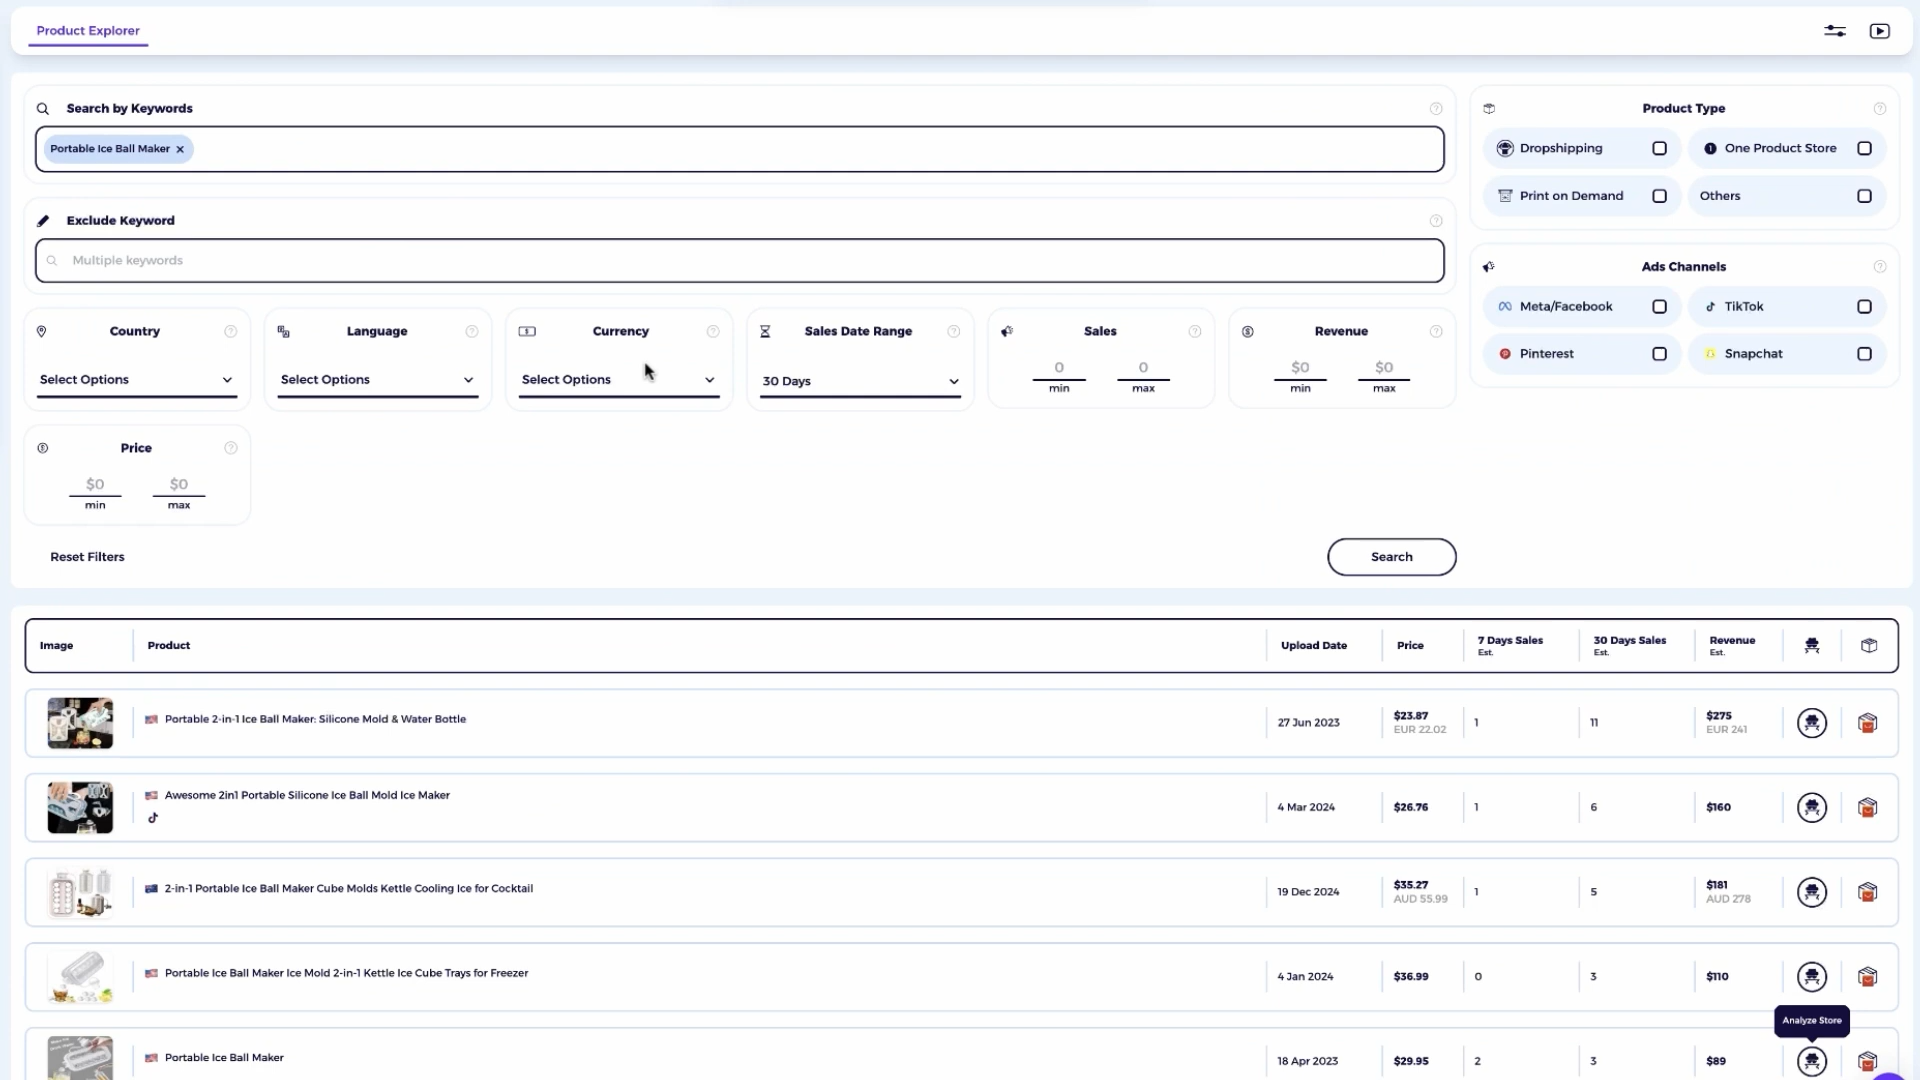 Product Explorer
Search by Keywords
Portable Ice Ball Maker ×
Exclude Keyword
Multiple keywords
Product Type
Dropshipping
One Product Store
Print on Demand
Others
Ads Channels
Meta/Facebook
TikTok
Pinterest
Snapchat
Country
Language
Currency
Sales Date Range
Sales
Revenue
Select Options
Select Options
Select Options
30 Days
0 0
min max
$0 $0
min max
Price
$0 $0
min max
Reset Filters
Search
Image Product Upload Date Price 7 Days Sales Est. 30 Days Sales Est. Revenue Est.
Portable 2-in-1 Ice Ball Maker: Silicone Mold & Water Bottle
27 Jun 2023
$23.87
EUR 22.02
1
11
$275
EUR 241
Awesome 2in1 Portable Silicone Ice Ball Mold Ice Maker
4 Mar 2024
$26.76
1
6
$160
2-in-1 Portable Ice Ball Maker Cube Molds Kettle Cooling Ice for Cocktail
19 Dec 2024
$35.27
AUD 55.99
1
5
$181
AUD 278
Portable Ice Ball Maker Ice Mold 2-in-1 Kettle Ice Cube Trays for Freezer
4 Jan 2024
$36.99
0
3
$110
Analyze Store
Portable Ice Ball Maker
18 Apr 2023
$29.95
2
3
$89